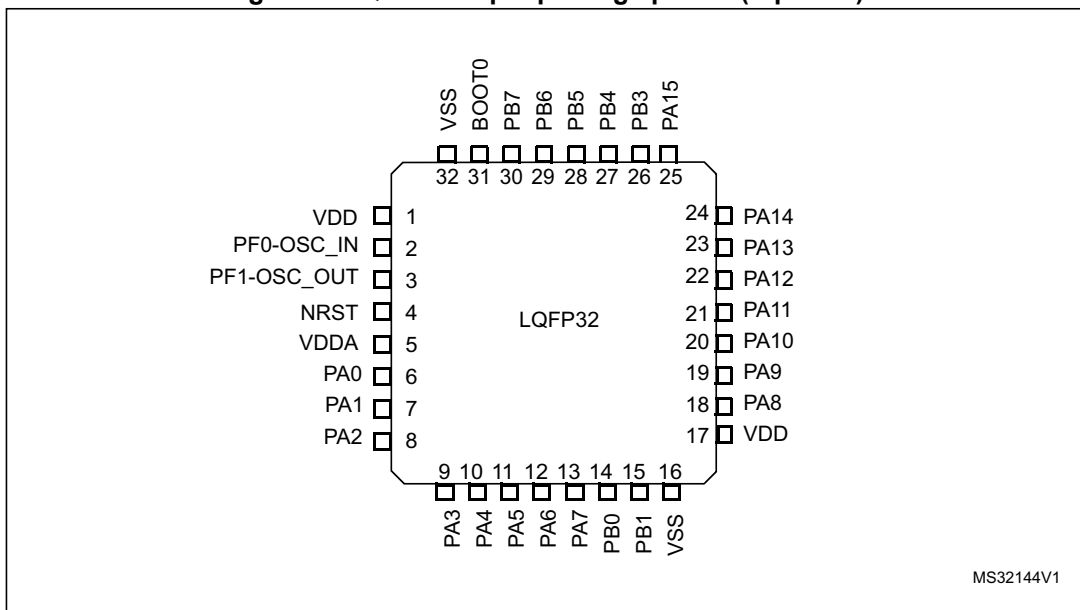 VSS
BOOT0
PB7
PB6
PB5
PB4
PB3
PA15
32 31 30 29 28 27 26 25
VDD 1 24 PA14
PF0-OSC_IN 2 23 PA13
PF1-OSC_OUT 3 22 PA12
NRST 4 21 PA11
LQFP32
VDDA 5 20 PA10
PA0 6 19 PA9
PA1 7 18 PA8
PA2 8 17 VDD
9 10 11 12 13 14 15 16
PA3
PA4
PA5
PA6
PA7
PB0
PB1
VSS
MS32144V1